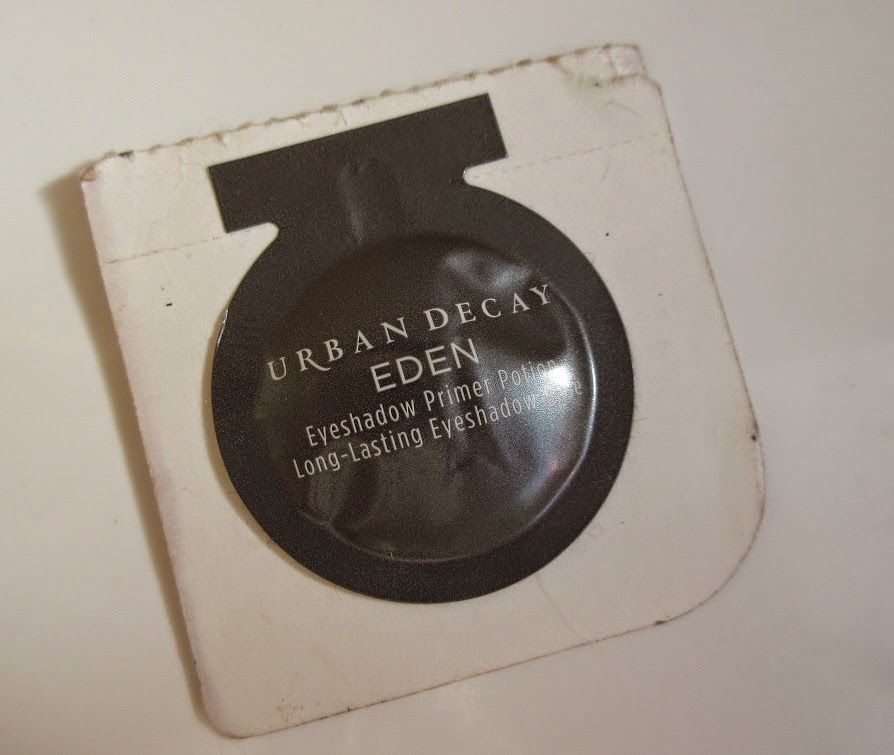 URBAN DECAY
EDEN
Eyeshadow Primer Potion
Long-Lasting Eyeshadow